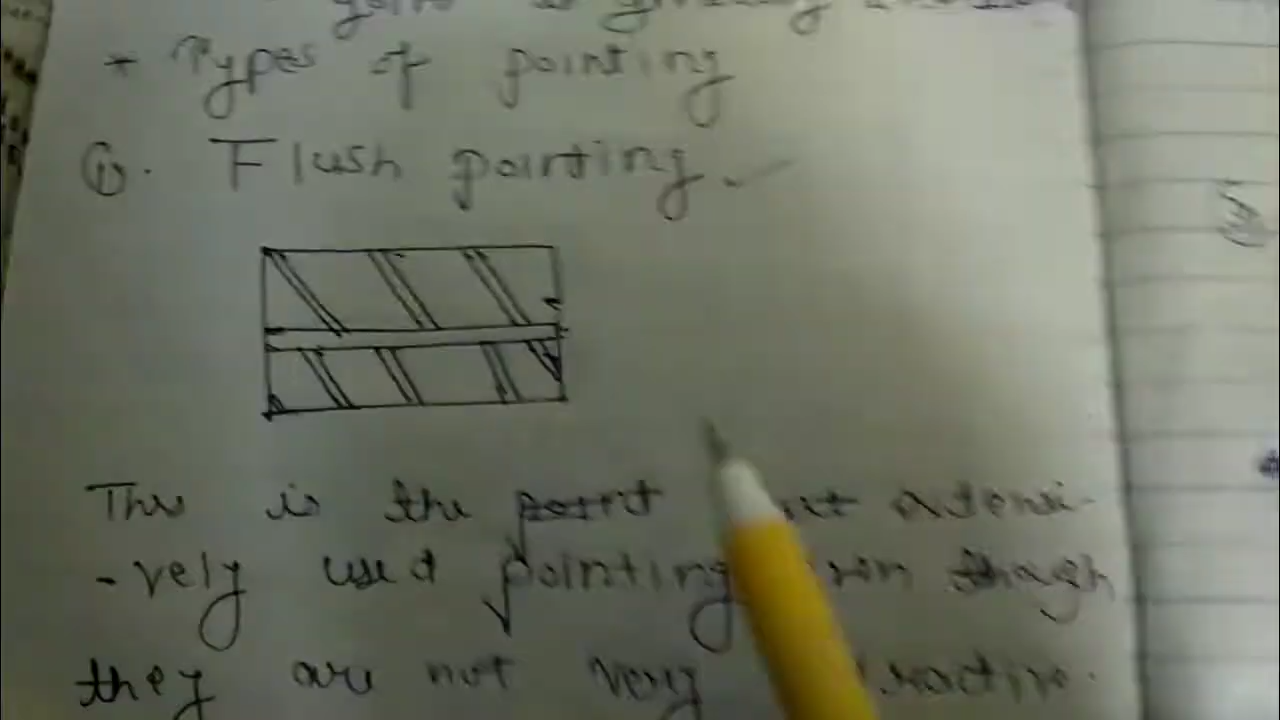 * Types of pointing
①. Flush pointing
This is the point extensi-
-vely used pointing even though
they are not very